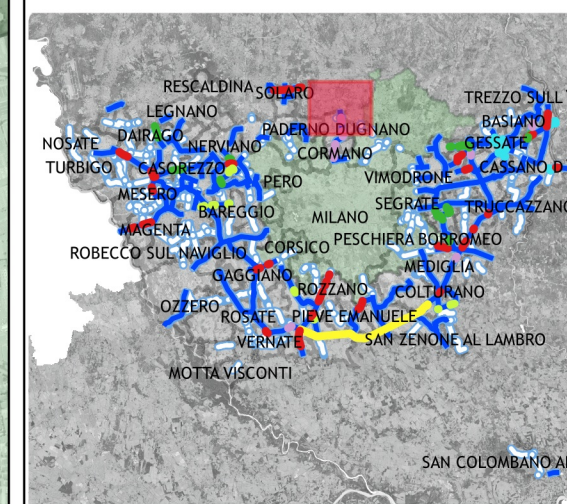 RESCALDINA
SOLARO
TREZZO SULL
LEGNANO
BASIANO
DAIRAGO
PADERNO DUGNANO
NOSATE
NERVIANO
CORMANO
GESSATE
TURBIGO
CASOREZZO
PERO
VIMODRONE
CASSANO D
MESERO
BAREGGIO
MILANO
SEGRATE
TRUCCAZZANO
MAGENTA
PESCHIERA BORROMEO
ROBECCO SUL NAVIGLIO
CORSICO
GAGGIANO
MEDIGLIA
ROZZANO
COLTURANO
OZZERO
ROSATE
PIEVE EMANUELE
VERNATE
SAN ZENONE AL LAMBRO
MOTTA VISCONTI
SAN COLOMBANO A